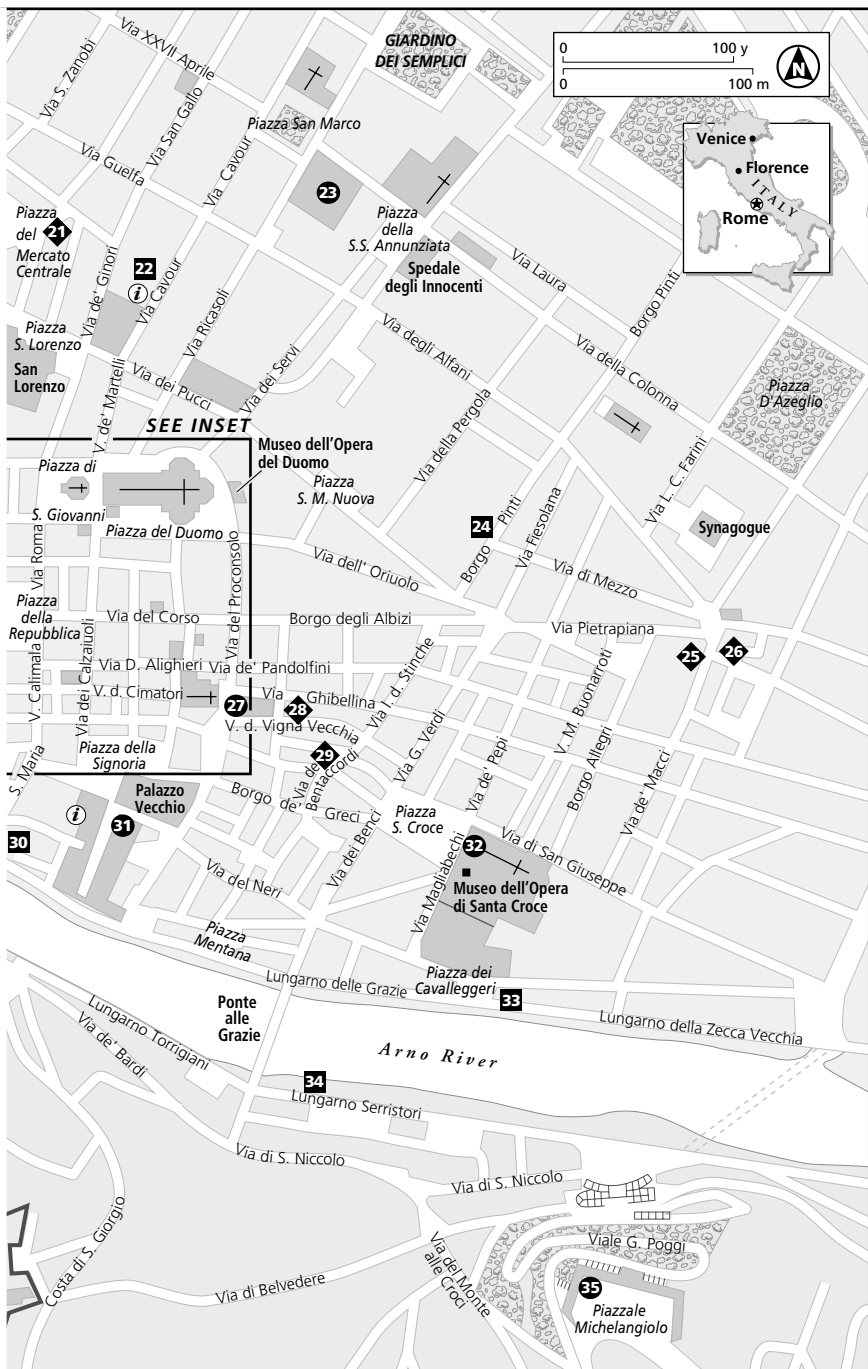 Via XXVII Aprile
GIARDINO
DEI SEMPLICI
0 100 y
0 100 m
N
Via S. Zanobi
Via San Gallo
Piazza San Marco
Venice
Florence
ITALY
Rome
Via Guelfa
Via Cavour
23
Piazza
del
Mercato
Centrale
21
Piazza
della
S.S. Annunziata
22
i
Spedale
degli Innocenti
Via Laura
Borgo Pinti
Via de' Ginori
Via Cavour
Via Ricasoli
Piazza
S. Lorenzo
San
Lorenzo
Via dei Servi
Via degli Alfani
Via della Colonna
Piazza
D'Azeglio
Via dei Pucci
V. de' Martelli
Via della Pergola
SEE INSET
Museo dell'Opera
del Duomo
Via L. C. Farini
Piazza di
S. Giovanni
Piazza
S. M. Nuova
Piazza del Duomo
24
Borgo Pinti
Via Fiesolana
Synagogue
Via Roma
Via dell' Oriuolo
Via di Mezzo
Via del Proconsolo
Piazza
della
Repubblica
Via del Corso
Borgo degli Albizi
Via Pietrapiana
25
26
Via D. Alighieri
Via de' Pandolfini
Via I. d. Stinche
V. M. Buonarroti
V. Calimala
Via dei Calzaiuoli
V. d. Cimatori
27
Via Ghibellina
28
V. d. Vigna Vecchia
Via G. Verdi
Borgo Allegri
Piazza della
Signoria
29
Via de'
Bentaccordi
Via de' Pepi
Via de' Macci
S. Maria
Palazzo
Vecchio
Borgo de' Greci
Piazza
S. Croce
i
31
30
Via dei Benci
32
Via di San Giuseppe
Via Magliabechi
Museo dell'Opera
di Santa Croce
Via del Neri
Piazza
Mentana
Piazza dei
Cavalleggeri
Lungarno delle Grazie
33
Lungarno della Zecca Vecchia
Ponte
alle
Grazie
Lungarno Torrigiani
Via de' Bardi
Arno River
34
Lungarno Serristori
Via di S. Niccolo
Via di S. Niccolo
Costa di S. Giorgio
Viale G. Poggi
Via di Belvedere
Via del Monte
alle Croci
35
Piazzale
Michelangiolo